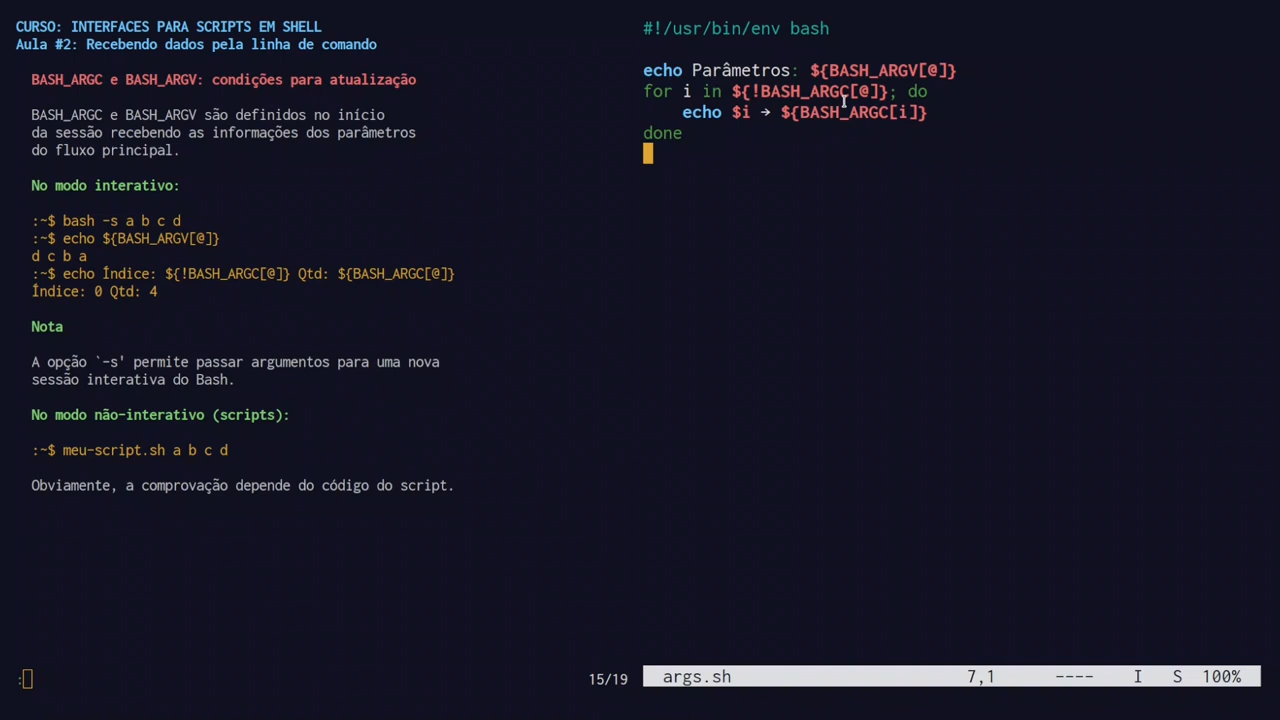 CURSO: INTERFACES PARA SCRIPTS EM SHELL
Aula #2: Recebendo dados pela linha de comando
BASH_ARGC e BASH_ARGV: condições para atualização
BASH_ARGC e BASH_ARGV são definidos no início
da sessão recebendo as informações dos parâmetros
do fluxo principal.
No modo interativo:
:~$ bash -s a b c d
:~$ echo ${BASH_ARGV[@]}
d c b a
:~$ echo Índice: ${!BASH_ARGC[@]} Qtd: ${BASH_ARGC[@]}
Índice: 0 Qtd: 4
Nota
A opção `-s' permite passar argumentos para uma nova
sessão interativa do Bash.
No modo não-interativo (scripts):
:~$ meu-script.sh a b c d
Obviamente, a comprovação depende do código do script.
:
15/19
#!/usr/bin/env bash
echo Parâmetros: ${BASH_ARGV[@]}
for i in ${!BASH_ARGC[@]}; do
    echo $i → ${BASH_ARGC[i]}
done
args.sh 7,1 ---- I S 100%